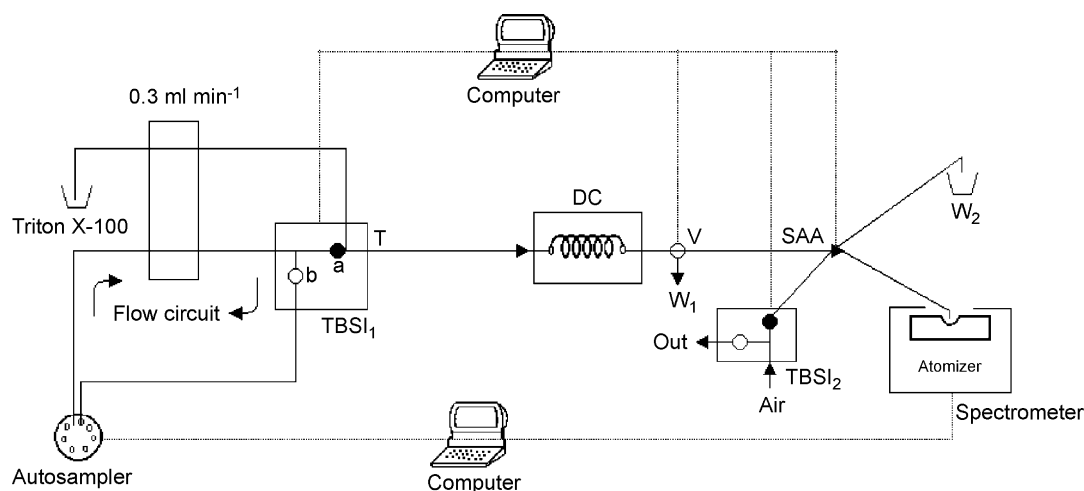 Computer
0.3 ml min⁻¹
Triton X-100
T
a
b
DC
V
SAA
W₂
W₁
Flow circuit
TBSI₁
Out
TBSI₂
Air
Atomizer
Spectrometer
Autosampler
Computer